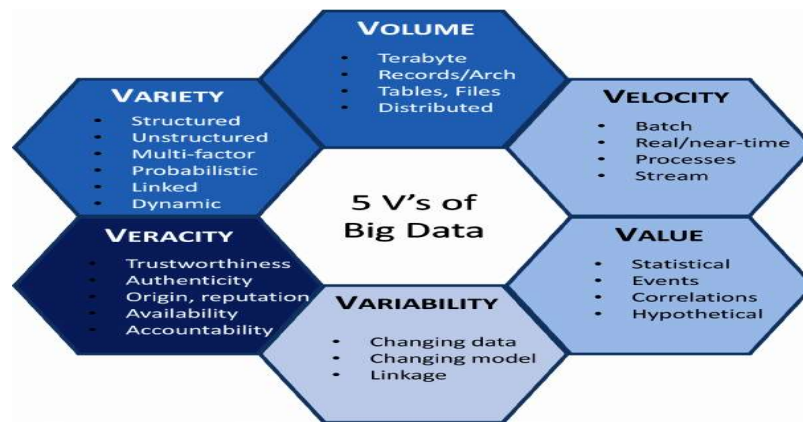 VOLUME
• Terabyte
• Records/Arch
• Tables, Files
• Distributed
VARIETY
• Structured
• Unstructured
• Multi-factor
• Probabilistic
• Linked
• Dynamic
VELOCITY
• Batch
• Real/near-time
• Processes
• Stream
5 V's of
Big Data
VERACITY
• Trustworthiness
• Authenticity
• Origin, reputation
• Availability
• Accountability
VALUE
• Statistical
• Events
• Correlations
• Hypothetical
VARIABILITY
• Changing data
• Changing model
• Linkage